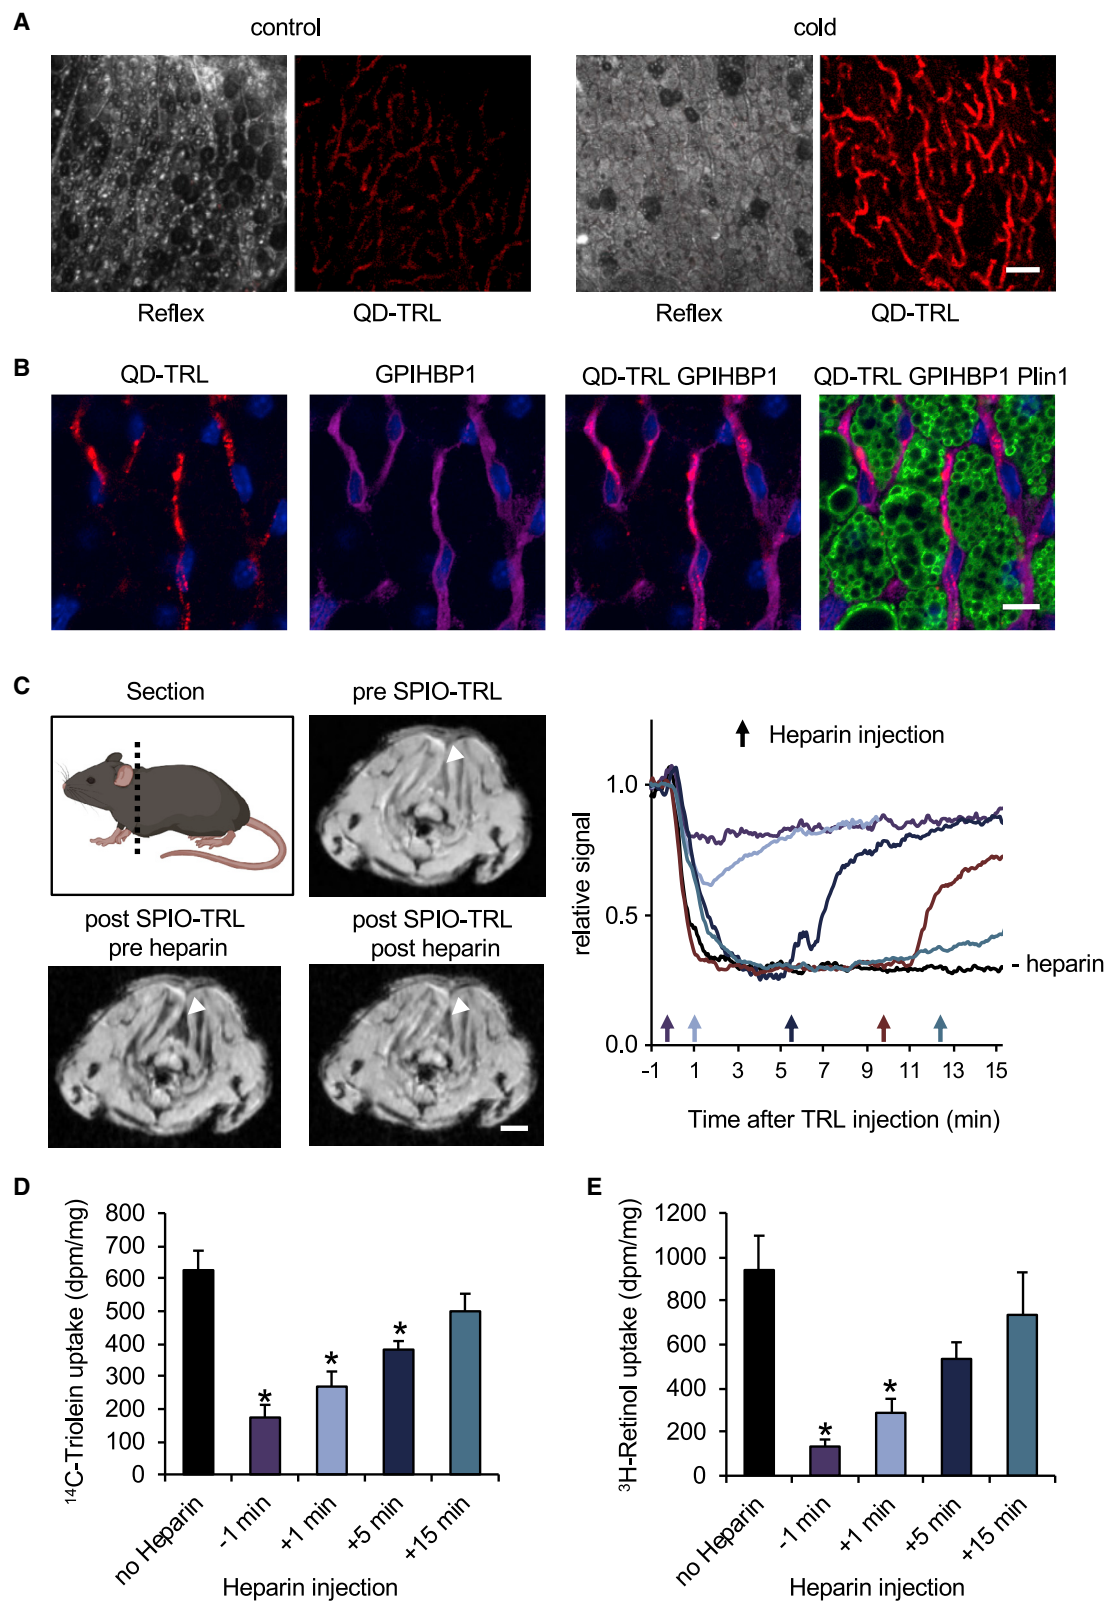 A
control
cold
Reflex
QD-TRL
Reflex
QD-TRL
B
QD-TRL
GPIHBP1
QD-TRL GPIHBP1
QD-TRL GPIHBP1 Plin1
C
Section
pre SPIO-TRL
post SPIO-TRL
pre heparin
post SPIO-TRL
post heparin
Heparin injection
relative signal
1.0
0.5
0.0
- heparin
-1 1 3 5 7 9 11 13 15
Time after TRL injection (min)
D
14C-Triolein uptake (dpm/mg)
800
700
600
500
400
300
200
100
0
*
*
*
no Heparin
-1 min
+1 min
+5 min
+15 min
Heparin injection
E
3H-Retinol uptake (dpm/mg)
1200
1000
800
600
400
200
0
*
*
no Heparin
-1 min
+1 min
+5 min
+15 min
Heparin injection